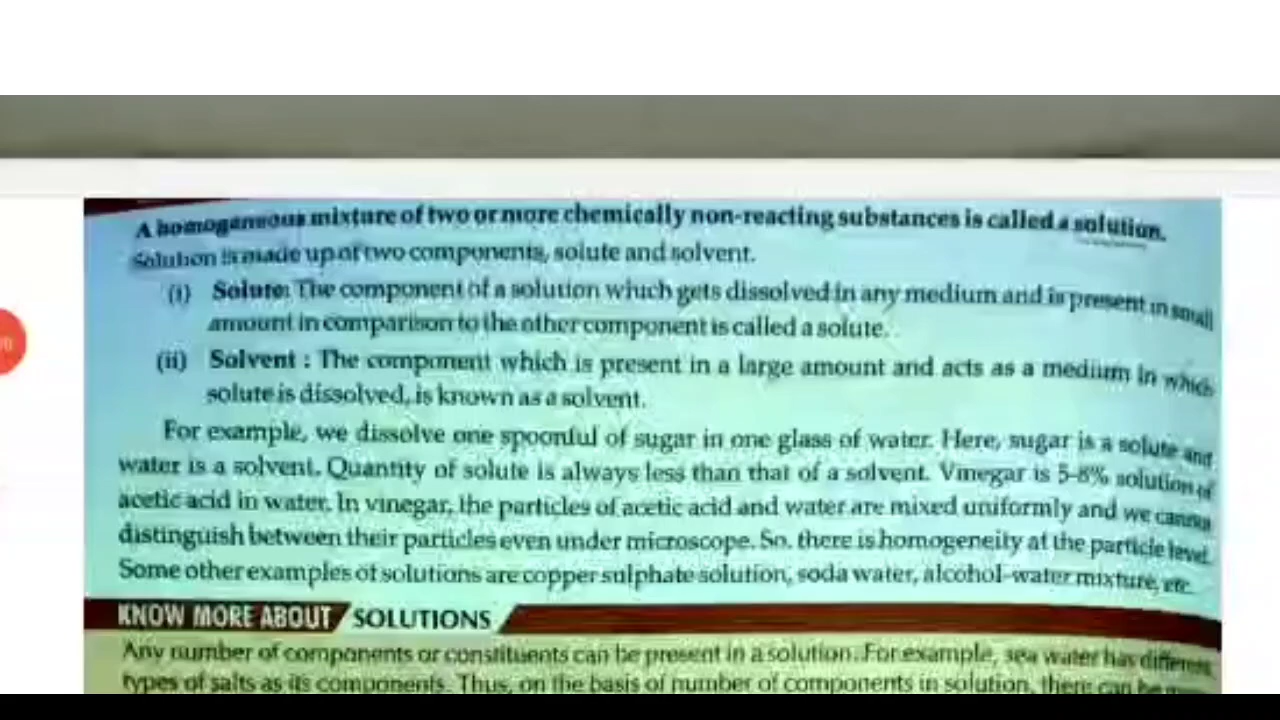 A homogeneous mixture of two or more chemically non-reacting substances is called a solution.
Solution is made up of two components, solute and solvent.
(i) Solute: The component of a solution which gets dissolved in any medium and is present in small
amount in comparison to the other component is called a solute.
(ii) Solvent : The component which is present in a large amount and acts as a medium in which
solute is dissolved, is known as a solvent.
For example, we dissolve one spoonful of sugar in one glass of water. Here, sugar is a solute and
water is a solvent. Quantity of solute is always less than that of a solvent. Vinegar is 5-8% solution of
acetic acid in water. In vinegar, the particles of acetic acid and water are mixed uniformly and we cannot
distinguish between their particles even under microscope. So, there is homogeneity at the particle level.
Some other examples of solutions are copper sulphate solution, soda water, alcohol-water mixture, etc.
KNOW MORE ABOUT SOLUTIONS
Any number of components or constituents can be present in a solution. For example, sea water has different
types of salts as its components. Thus, on the basis of number of components in solution, there can be